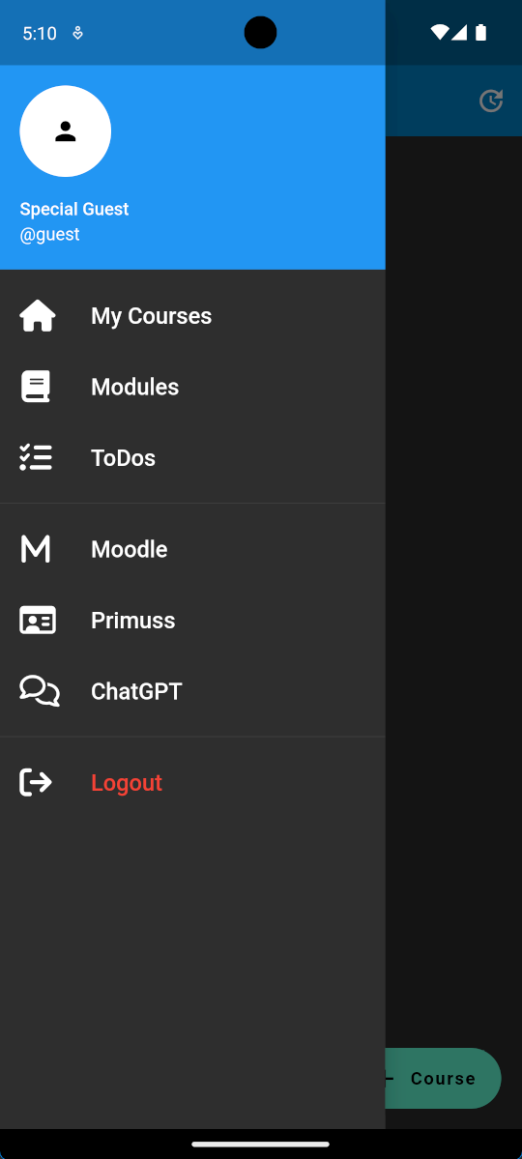 5:10
Special Guest
@guest
My Courses
Modules
ToDos
Moodle
Primuss
ChatGPT
Logout
Course